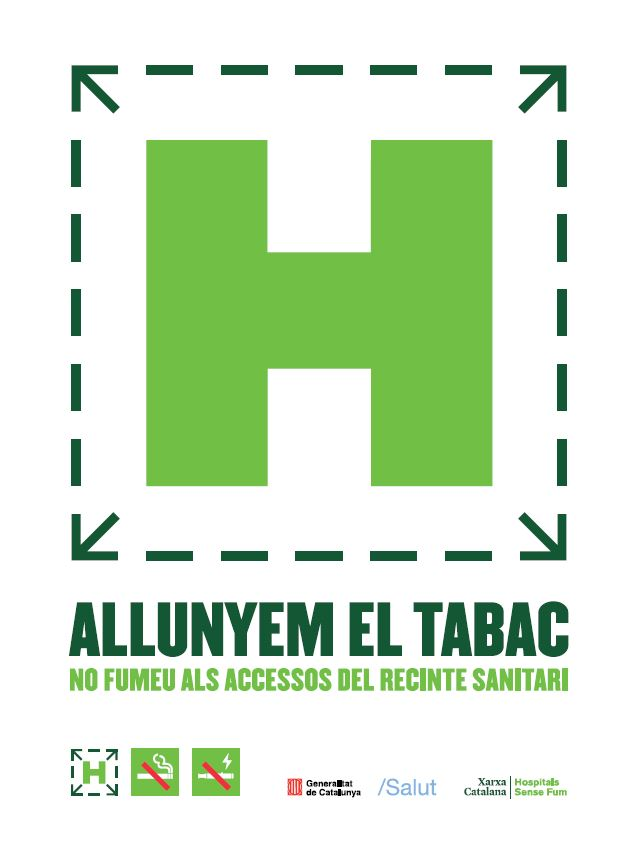 H
ALLUNYEM EL TABAC
NO FUMEU ALS ACCESSOS DEL RECINTE SANITARI
H
Generalitat
de Catalunya
/Salut
Xarxa
Catalana
Hospitals
Sense Fum